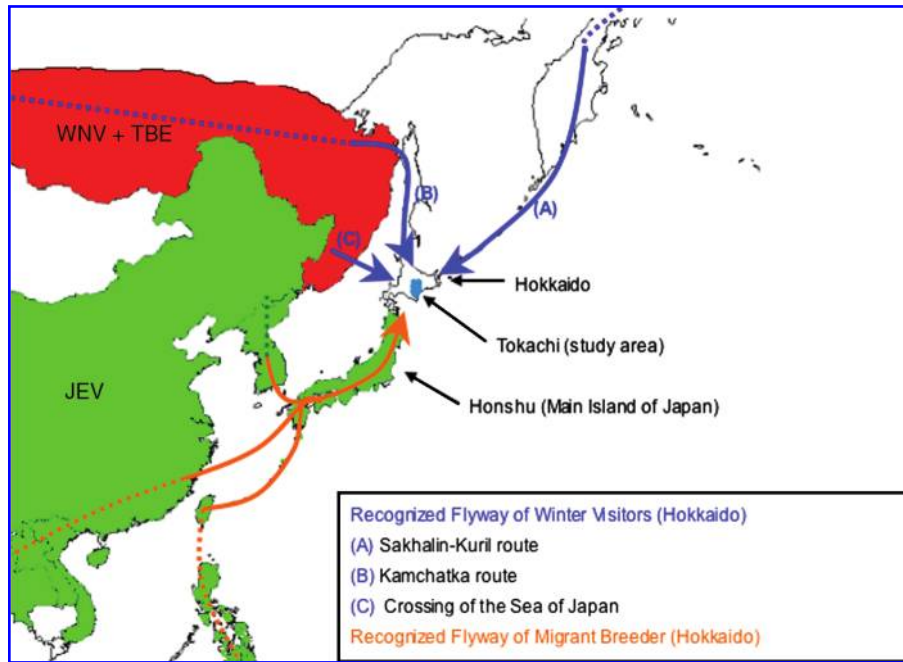 WNV + TBE
(B)
(A)
(C)
Hokkaido
Tokachi (study area)
JEV
Honshu (Main Island of Japan)
Recognized Flyway of Winter Visitors (Hokkaido)
(A) Sakhalin-Kuril route
(B) Kamchatka route
(C) Crossing of the Sea of Japan
Recognized Flyway of Migrant Breeder (Hokkaido)